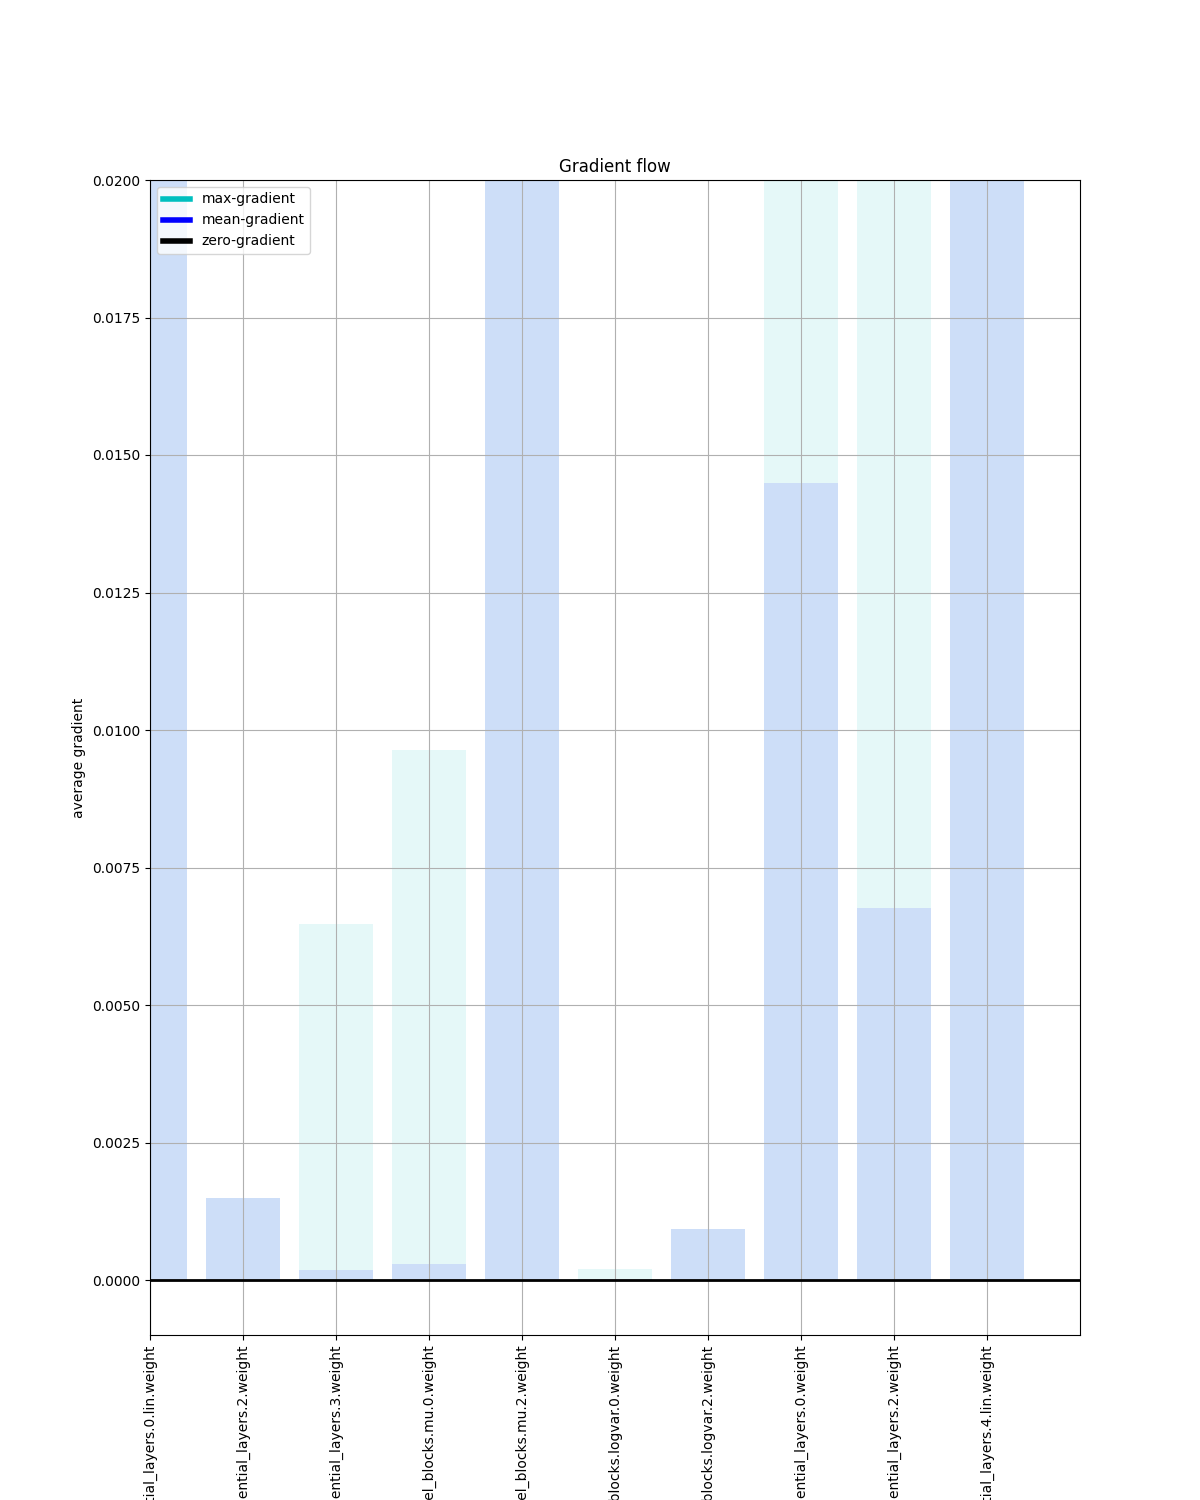 Gradient flow
max-gradient
mean-gradient
zero-gradient
0.0200
0.0175
0.0150
0.0125
0.0100
0.0075
0.0050
0.0025
0.0000
average gradient
tial_layers.0.lin.weight
ential_layers.2.weight
ential_layers.3.weight
el_blocks.mu.0.weight
el_blocks.mu.2.weight
blocks.logvar.0.weight
blocks.logvar.2.weight
ential_layers.0.weight
ential_layers.2.weight
tial_layers.4.lin.weight